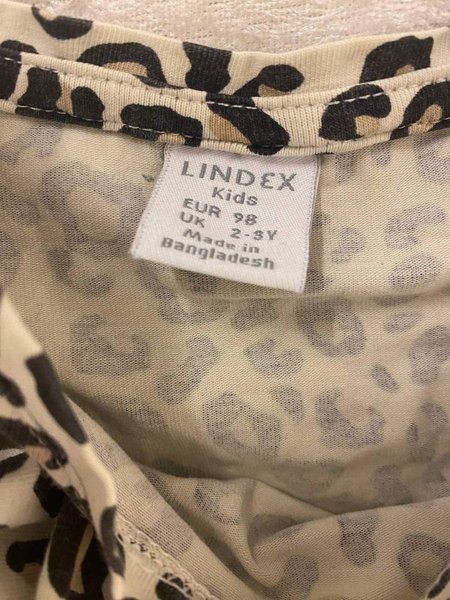 LINDEX
Kids
EUR 98
UK 2-3Y
Made in
Bangladesh